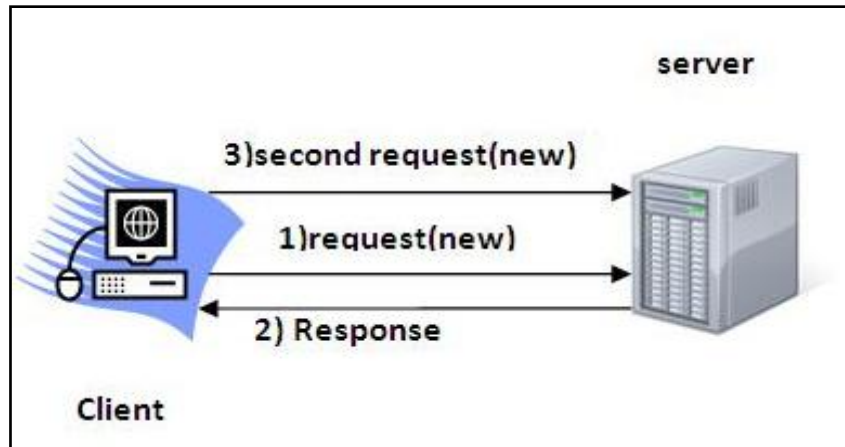 server
3)second request(new)
1)request(new)
2) Response
Client